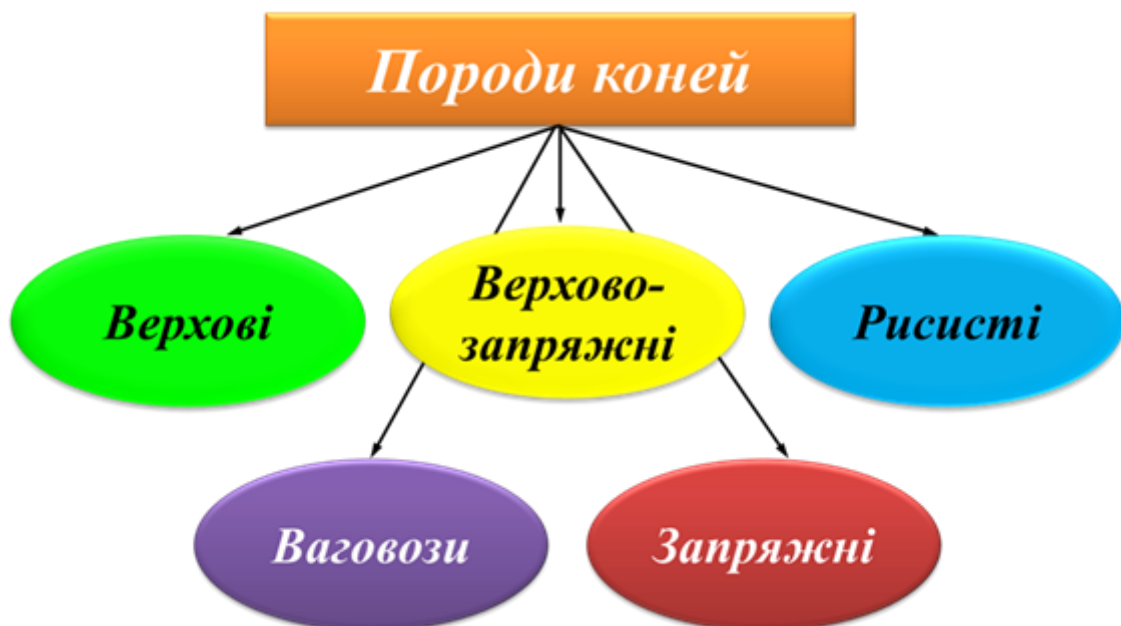 Породи коней
Верхові
Верхово-
запряжні
Рисисті
Ваговози
Запряжні